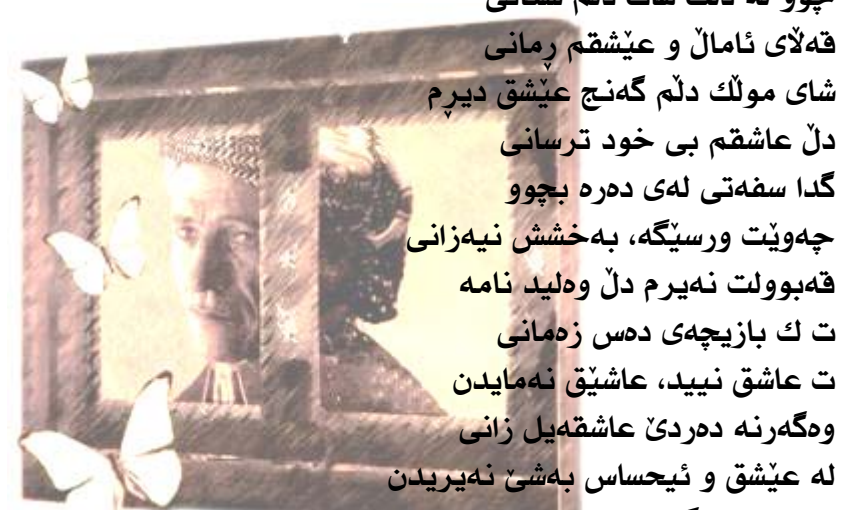 قەڵای ئاماڵ و عێشقم ڕمانی
شای موڵك دڵم گەنج عێشق دیرم
دڵ عاشقم بی خود ترسانی
گدا سفەتی لەی دەرە بچوو
چەوێت ورسێگە، بەخشش نیەزانی
قەبوولت نەیرم دڵ وەلید نامە
ت ك بازیچەی دەس زەمانی
ت عاشق نیید، عاشێق نەمایدن
وەگەرنە دەردێ عاشقەیل زانی
لە عێشق و ئیحساس بەشێ نەیریدن